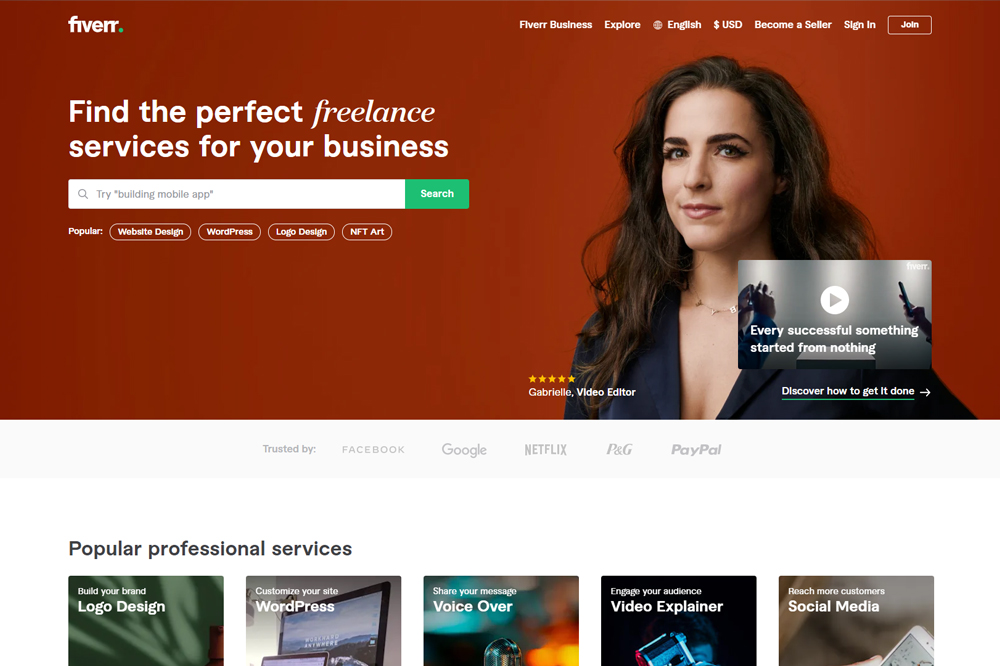 fiverr.
Fiverr Business
Explore
English
$ USD
Become a Seller
Sign In
Join
Find the perfect freelance
services for your business
Try "building mobile app"
Search
Popular:
Website Design
WordPress
Logo Design
NFT Art
fiverr.
Every successful something
started from nothing
Gabrielle, Video Editor
Discover how to get it done →
Trusted by:
FACEBOOK
Google
NETFLIX
P&G
PayPal
Popular professional services
Build your brand
Logo Design
Customize your site
WordPress
Share your message
Voice Over
Engage your audience
Video Explainer
Reach more customers
Social Media